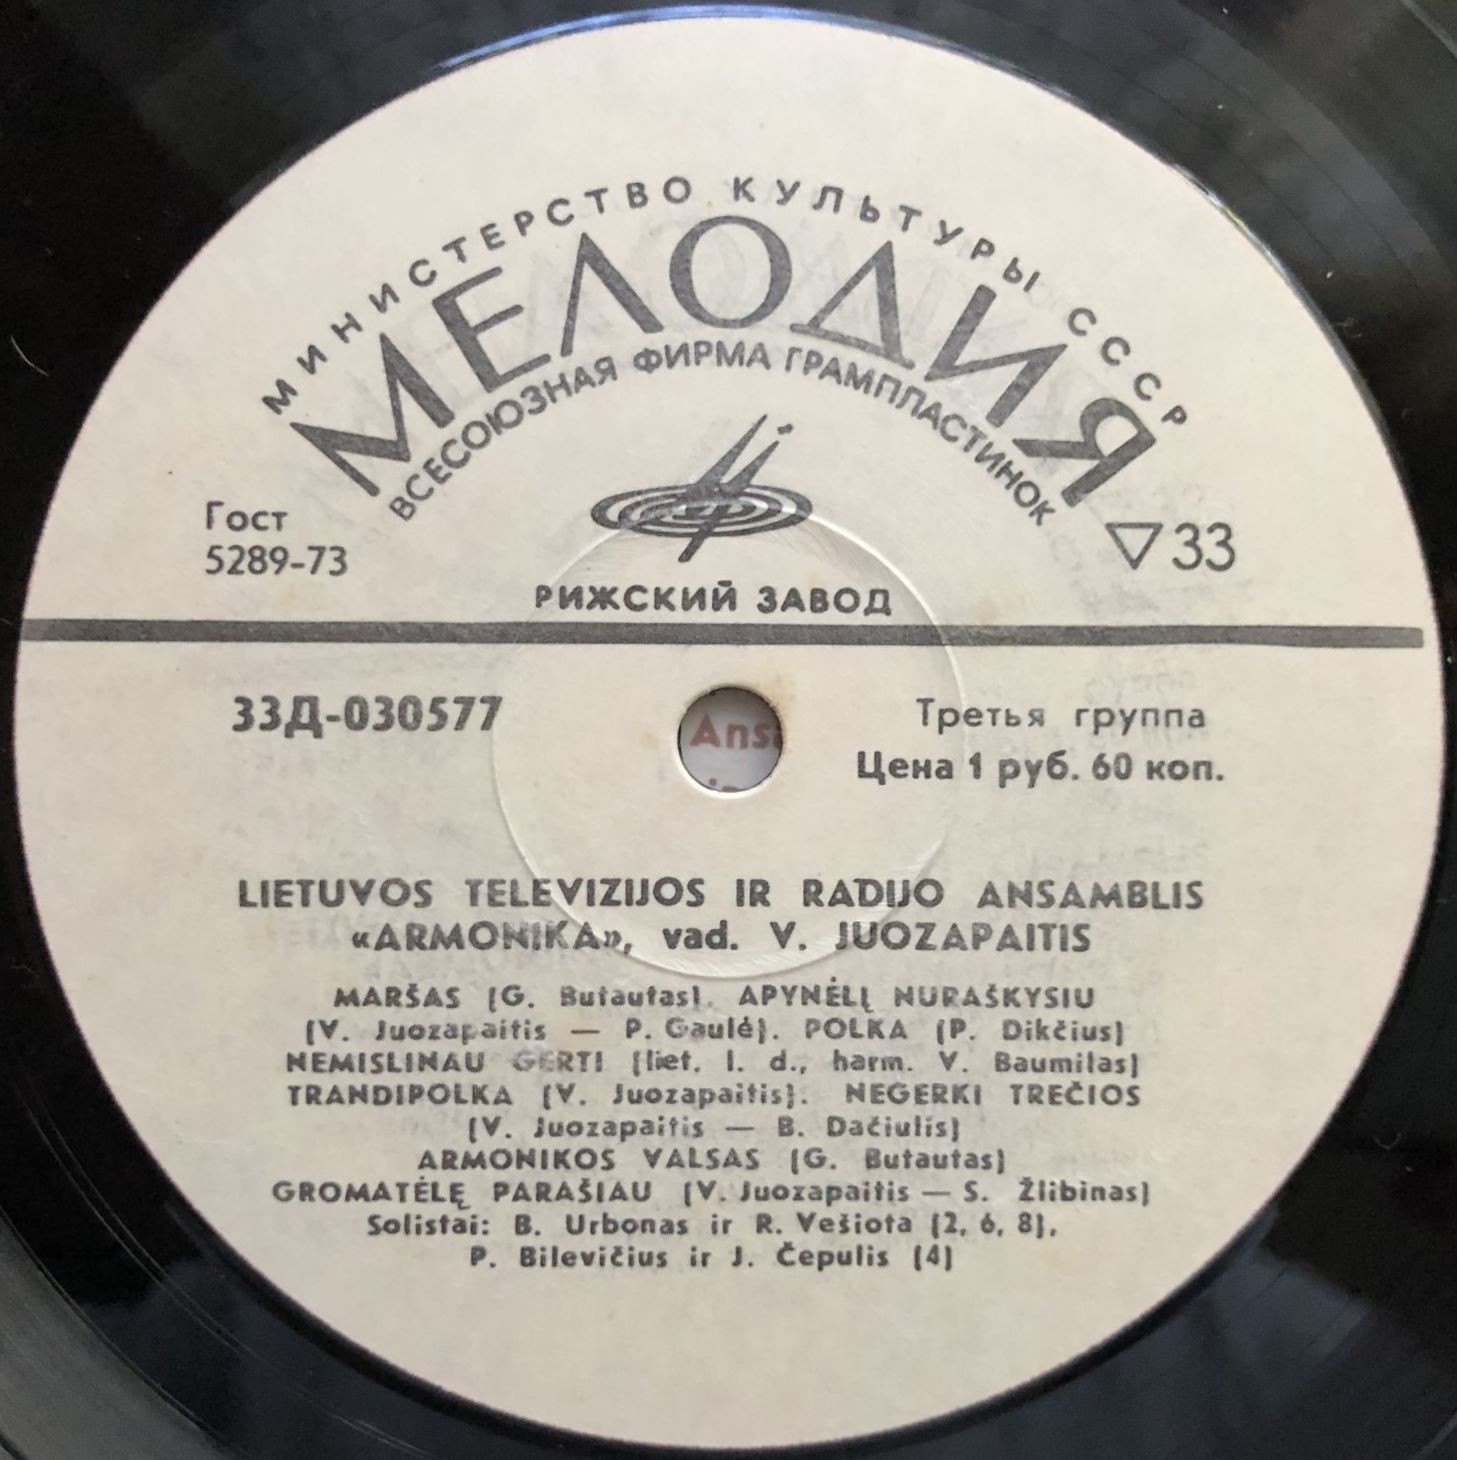 МИНИСТЕРСТВО КУЛЬТУРЫ СССР
МЕЛОДИЯ
ВСЕСОЮЗНАЯ ФИРМА ГРАМПЛАСТИНОК
Гост
5289-73
▽33
РИЖСКИЙ ЗАВОД
33Д-030577
Третья группа
Цена 1 руб. 60 коп.
Ansa
LIETUVOS TELEVIZIJOS IR RADIJO ANSAMBLIS
«ARMONIKA», vad. V. JUOZAPAITIS
MARŠAS (G. Butautas). APYNĖLĮ NURAŠKYSIU
(V. Juozapaitis — P. Gaulė). POLKA (P. Dikčius)
NEMISLINAU GERTI (liet. l. d., harm. V. Baumilas)
TRANDIPOLKA (V. Juozapaitis). NEGERKI TREČIOS
(V. Juozapaitis — B. Dačiulis)
ARMONIKOS VALSAS (G. Butautas)
GROMATĖLĘ PARAŠIAU (V. Juozapaitis — S. Žlibinas)
Solistai: B. Urbonas ir R. Vešiota (2, 6, 8),
P. Bilevičius ir J. Čepulis (4)